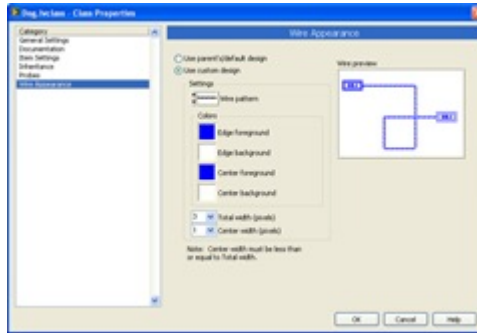 Dog.lvclass - Class Properties
Category
General Settings
Documentation
Item Settings
Inheritance
Probes
Wire Appearance
Wire Appearance
Use parent's/default design
Use custom design
Settings
Wire pattern
Colors
Edge foreground
Edge background
Center foreground
Center background
3 Total width (pixels)
1 Center width (pixels)
Note: Center width must be less than
or equal to Total width.
Wire preview
OK Cancel Help